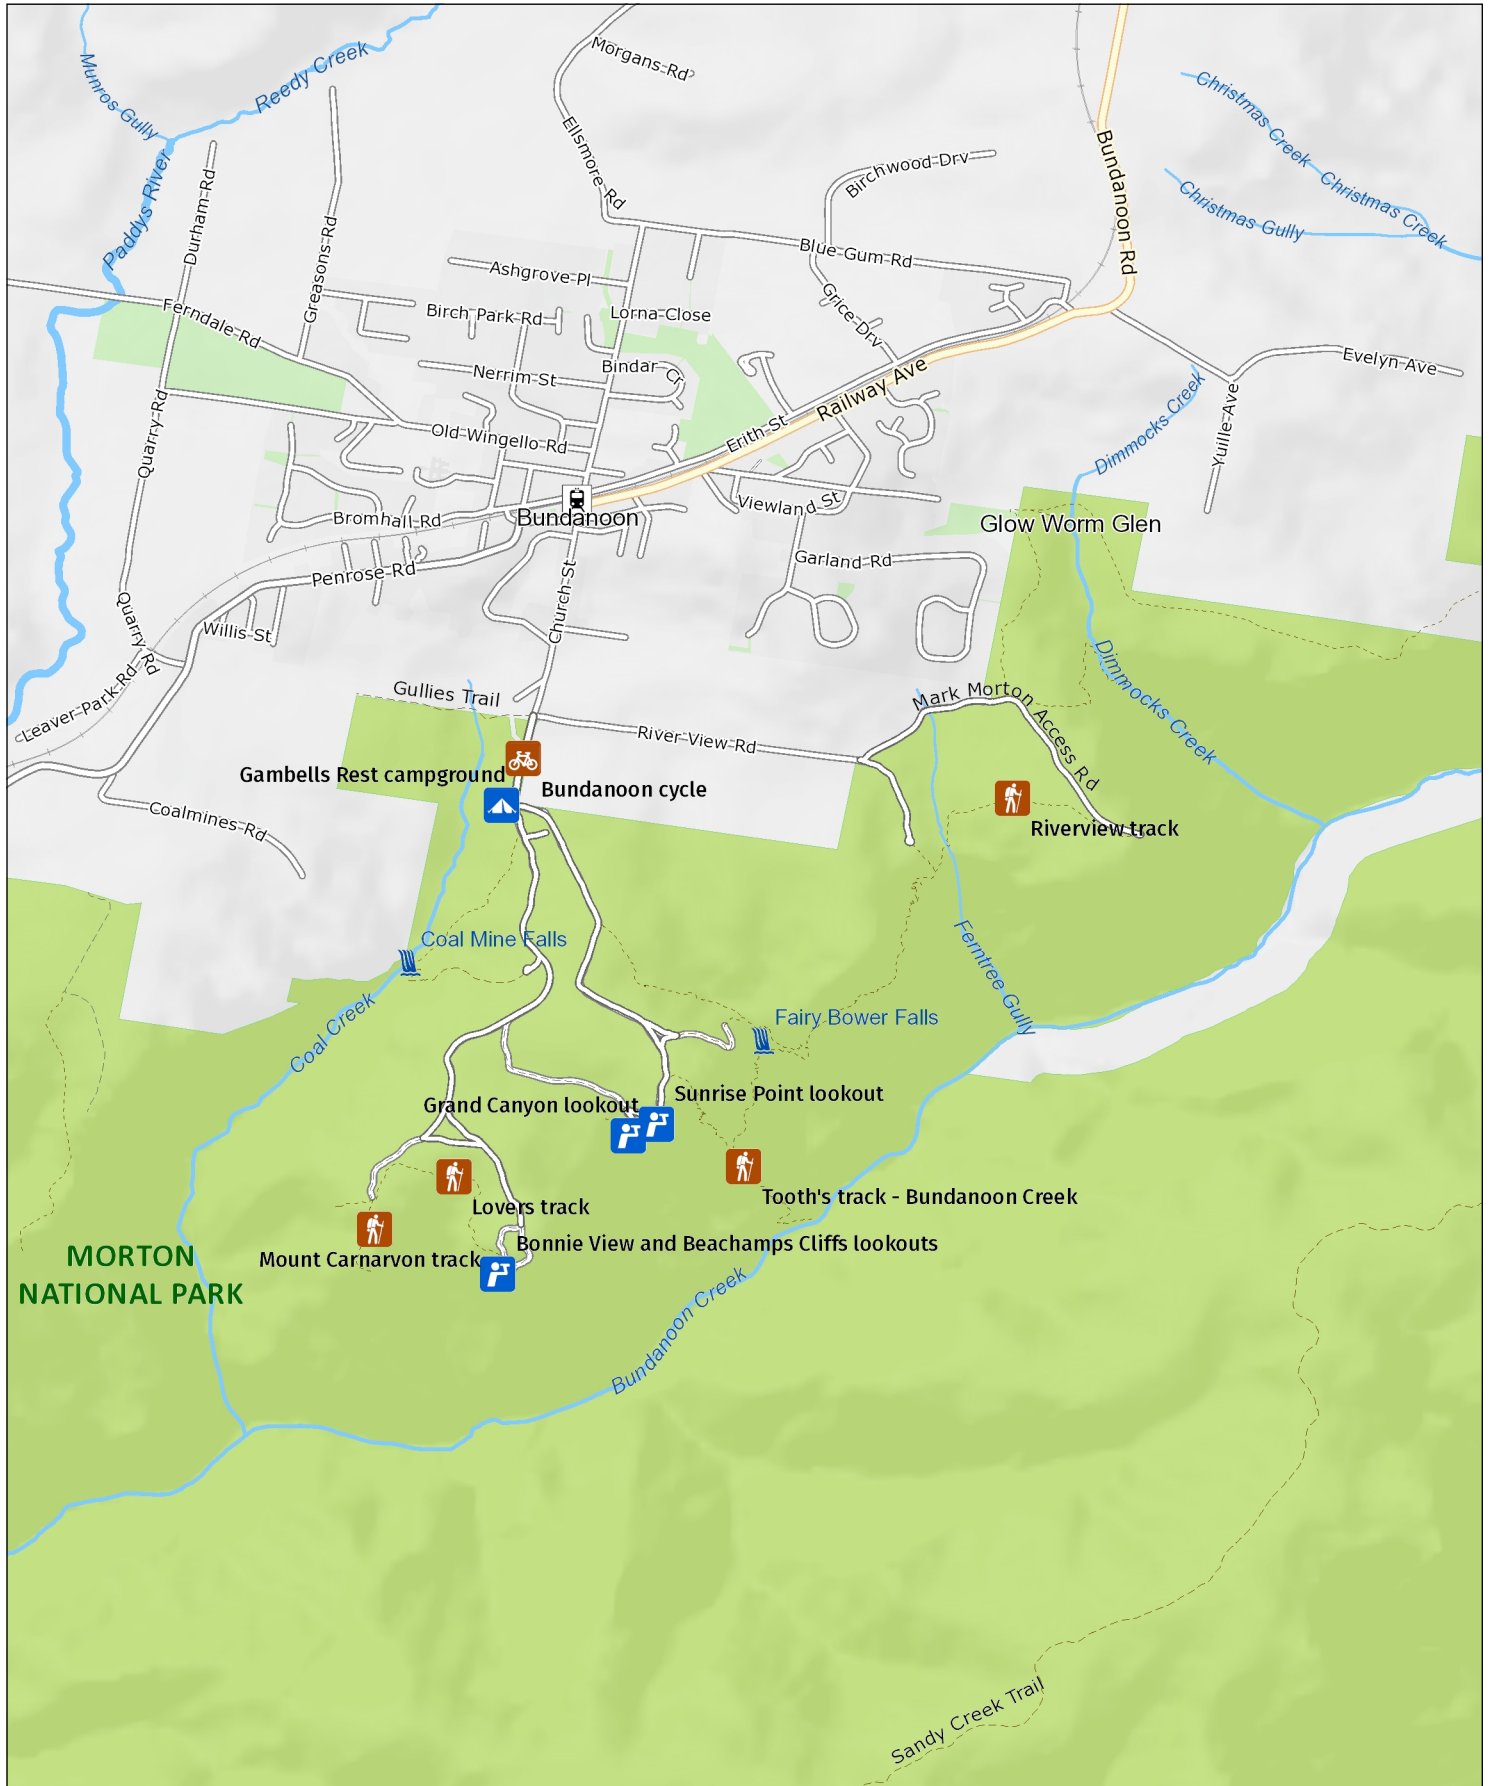 Morgans Rd
Munros Gully
Reedy Creek
Christmas Creek
Ellsmore Rd
Birchwood Drv
Bundanoon Rd
Christmas Creek
Paddys River
Durham Rd
Christmas Gully
Greasons Rd
Blue Gum Rd
Ashgrove Pl
Ferndale Rd
Birch Park Rd
Lorna Close
Grice Drv
Nerrim St
Bindar Cr
Railway Ave
Evelyn Ave
Quarry Rd
Old Wingello Rd
Erith St
Dimmocks Creek
Yuille Ave
Viewland St
Bromhall Rd
Bundanoon
Glow Worm Glen
Penrose Rd
Garland Rd
Church St
Quarry Rd
Willis St
Leaver Park Rd
Gullies Trail
Mark Morton Access Rd
Dimmocks Creek
River View Rd
Gambells Rest campground
Bundanoon cycle
Coalmines Rd
Riverview track
Coal Mine Falls
Ferntree Gully
Coal Creek
Fairy Bower Falls
Grand Canyon lookout
Sunrise Point lookout
Tooth's track - Bundanoon Creek
Lovers track
Mount Carnarvon track
Bonnie View and Beachamps Cliffs lookouts
MORTON
NATIONAL PARK
Bundanoon Creek
Sandy Creek Trail